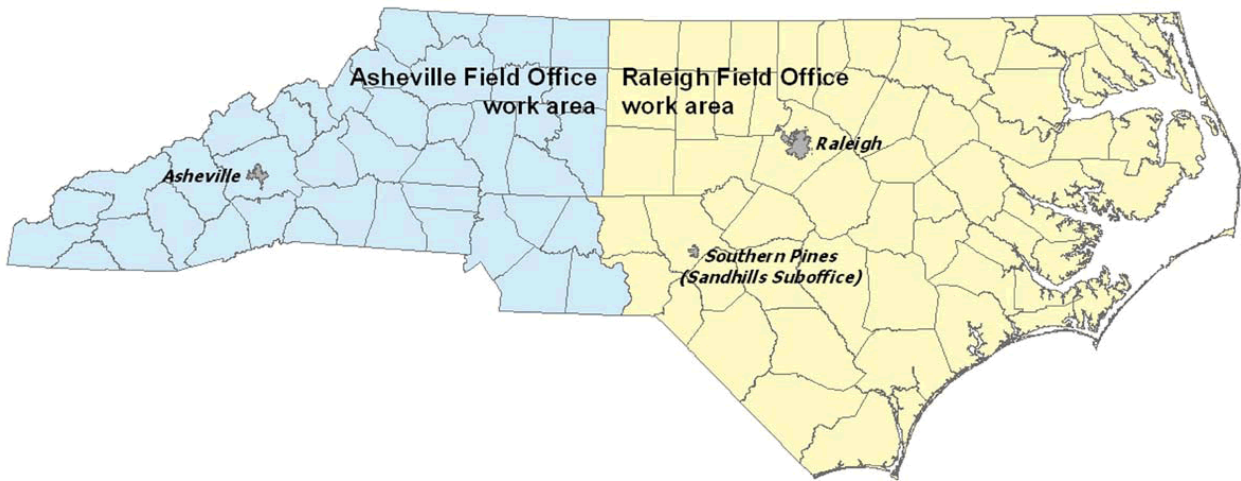 Asheville Field Office
work area
Raleigh Field Office
work area
Raleigh
Asheville
Southern Pines
(Sandhills Suboffice)